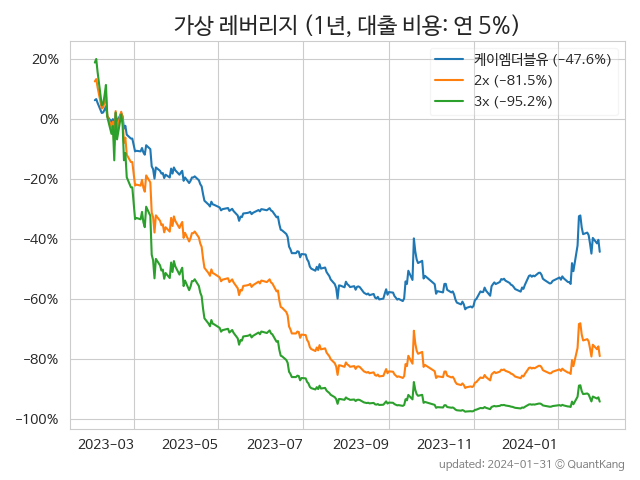 가상 레버리지 (1년, 대출 비용: 연 5%)
케이엠더블유 (−47.6%)
2x (−81.5%)
3x (−95.2%)
20%
0%
−20%
−40%
−60%
−80%
−100%
2023-03 2023-05 2023-07 2023-09 2023-11 2024-01
updated: 2024-01-31 © QuantKang